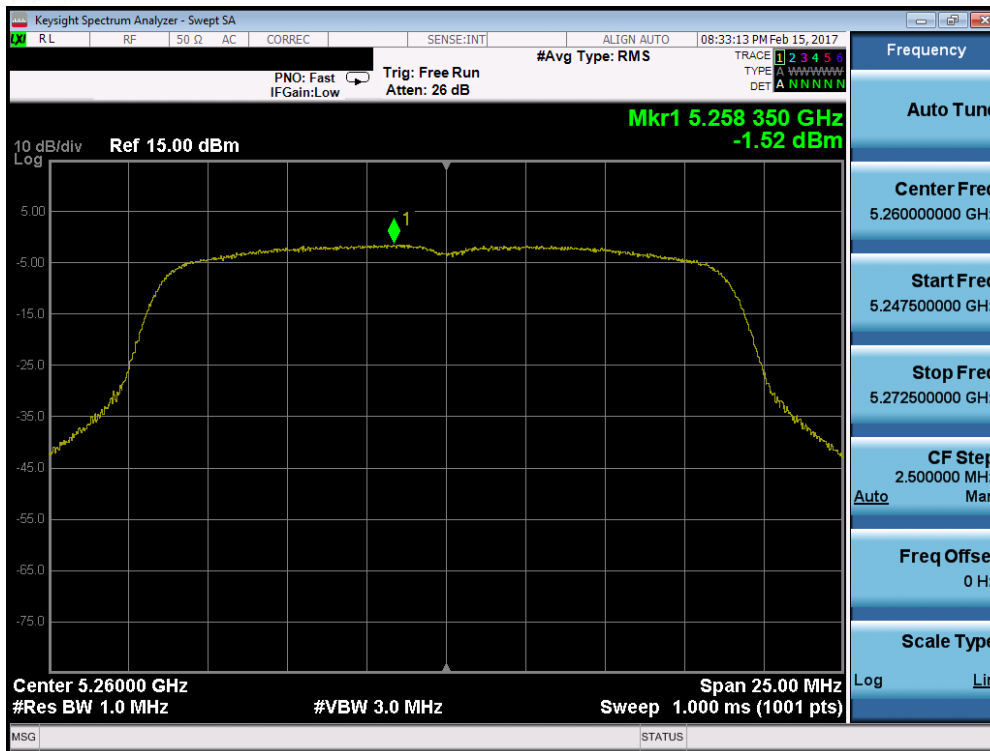 Keysight Spectrum Analyzer - Swept SA
LXI RL RF 50 Ω AC CORREC SENSE:INT ALIGN AUTO 08:33:13 PM Feb 15, 2017
#Avg Type: RMS
TRACE 1 2 3 4 5 6
TYPE A WWWWW
DET A N N N N N
PNO: Fast Trig: Free Run
IFGain:Low Atten: 26 dB
Mkr1 5.258 350 GHz
-1.52 dBm
10 dB/div Ref 15.00 dBm
Log
1
5.00
-5.00
-15.0
-25.0
-35.0
-45.0
-55.0
-65.0
-75.0
Center 5.26000 GHz Span 25.00 MHz
#Res BW 1.0 MHz #VBW 3.0 MHz Sweep 1.000 ms (1001 pts)
MSG STATUS
Frequency
Auto Tun
Center Fre
5.260000000 GH
Start Fre
5.247500000 GH
Stop Fre
5.272500000 GH
CF Step
2.500000 MH
Auto Ma
Freq Offse
0 H
Scale Type
Log Li